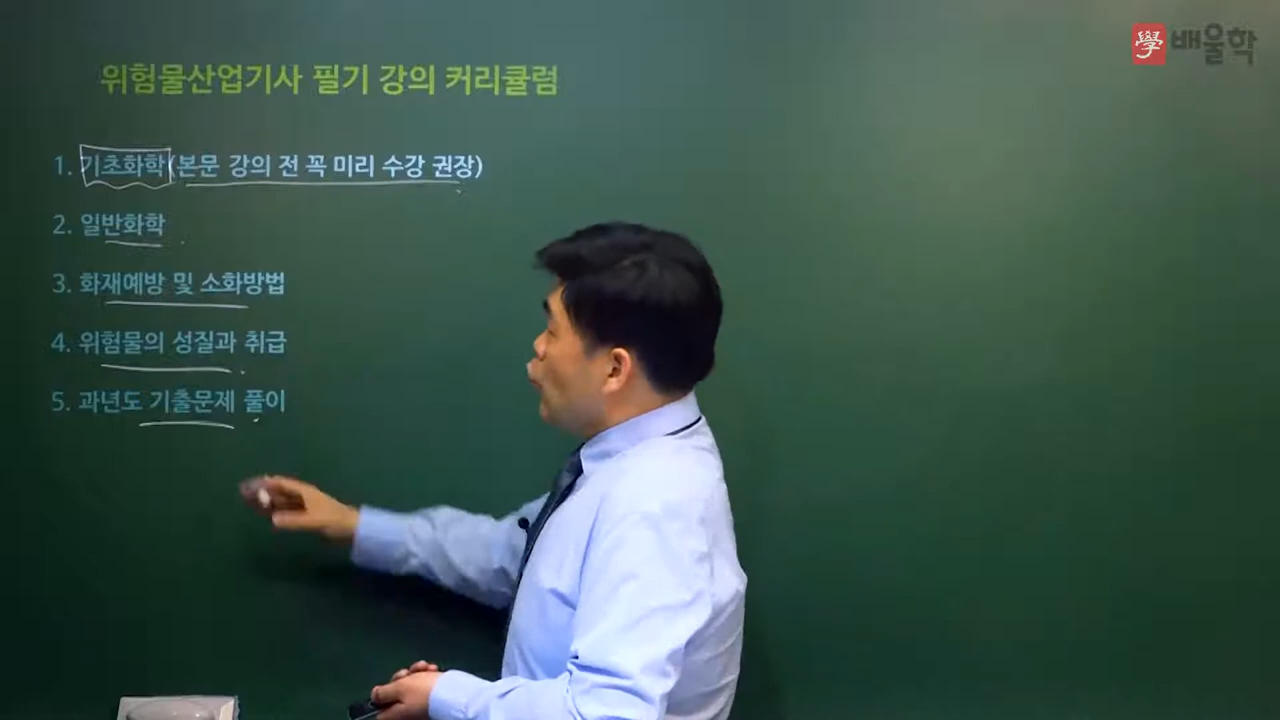 學 배울학
위험물산업기사 필기 강의 커리큘럼
1. 기초화학(본문 강의 전 꼭 미리 수강 권장)
2. 일반화학
3. 화재예방 및 소화방법
4. 위험물의 성질과 취급
5. 과년도 기출문제 풀이